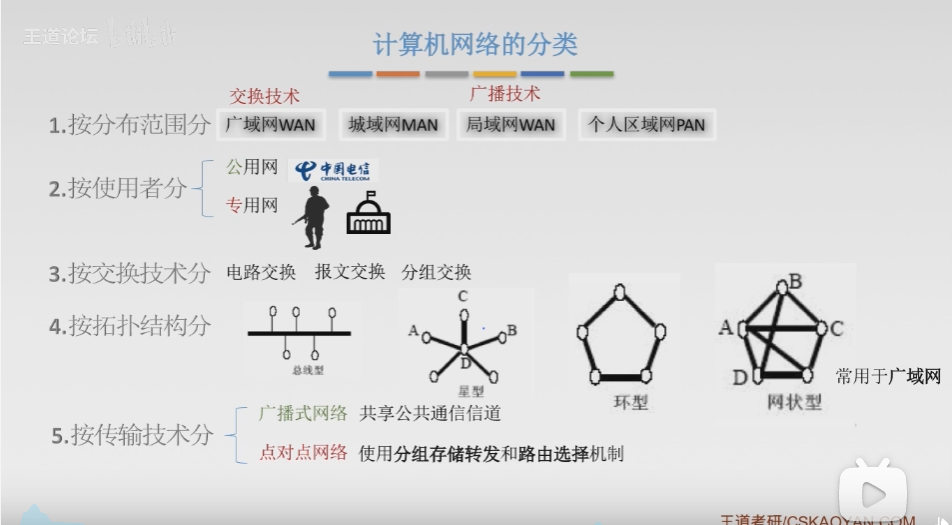 王道论坛
计算机网络的分类
交换技术 广播技术
1.按分布范围分 广域网WAN 城域网MAN 局域网WAN 个人区域网PAN
2.按使用者分
公用网 中国电信
CHINA TELECOM
专用网
3.按交换技术分 电路交换 报文交换 分组交换
4.按拓扑结构分
总线型
C
A B
D
星型
环型
B
A C
D
网状型
常用于广域网
5.按传输技术分
广播式网络 共享公共通信信道
点对点网络 使用分组存储转发和路由选择机制
王道考研/CSKAOYAN.COM